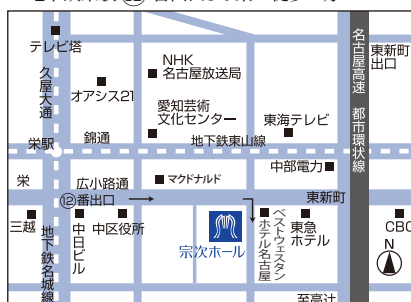 テレビ塔
久屋大通
オアシス21
NHK
名古屋放送局
愛知芸術
文化センター
東海テレビ
名古屋高速 都市環状線
東新町
出口
栄駅
錦通
地下鉄東山線
中部電力
栄
広小路通
マクドナルド
東新町
⑫番出口
三越
地下鉄名城線
中日ビル
中区役所
宗次ホール
ベストウェスタン
ホテル名古屋
東急
ホテル
CBC
N
至高辻